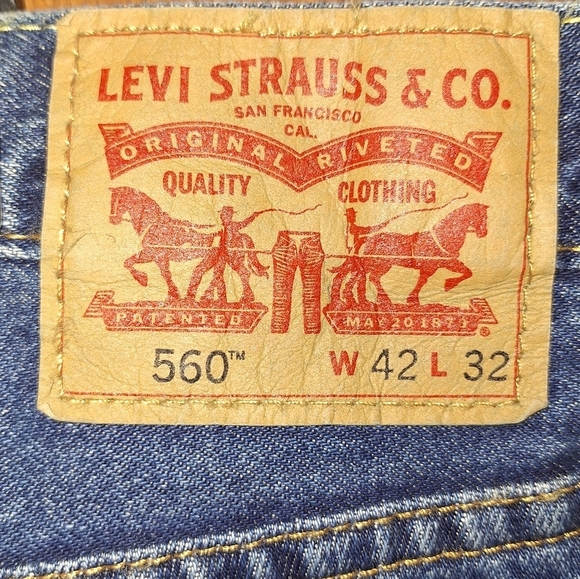 LEVI STRAUSS & CO.
SAN FRANCISCO
CAL.
ORIGINAL RIVETED
QUALITY CLOTHING
PATENTED MAY 20 1873 ®
560™ W 42 L 32